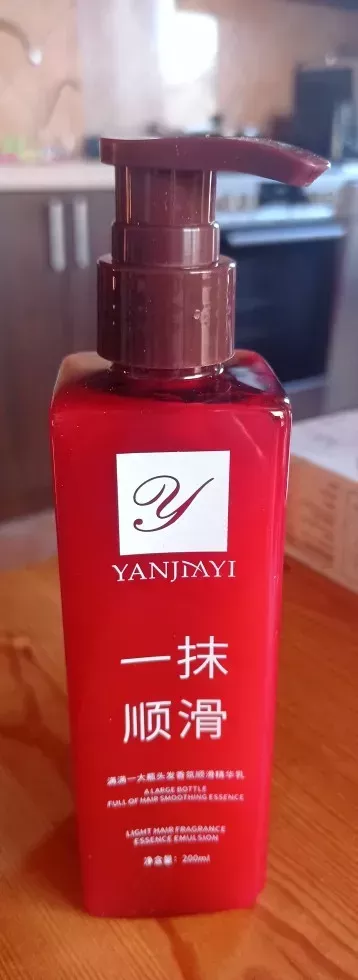 Y
YANJIAYI
一抹
顺滑
满满一大瓶头发香氛顺滑精华乳
A LARGE BOTTLE
FULL OF HAIR SMOOTHING ESSENCE
LIGHT HAIR FRAGRANCE
ESSENCE EMULSION
净含量：200ml